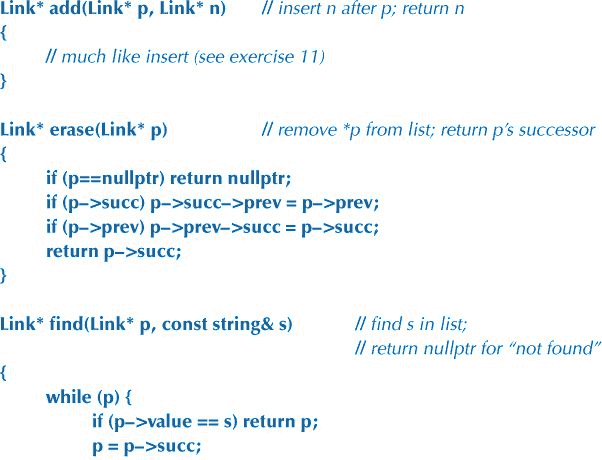 Link* add(Link* p, Link* n) // insert n after p; return n
{
// much like insert (see exercise 11)
}
Link* erase(Link* p) // remove *p from list; return p’s successor
{
if (p==nullptr) return nullptr;
if (p–>succ) p–>succ–>prev = p–>prev;
if (p–>prev) p–>prev–>succ = p–>succ;
return p–>succ;
}
Link* find(Link* p, const string& s) // find s in list;
// return nullptr for “not found”
{
while (p) {
if (p–>value == s) return p;
p = p–>succ;